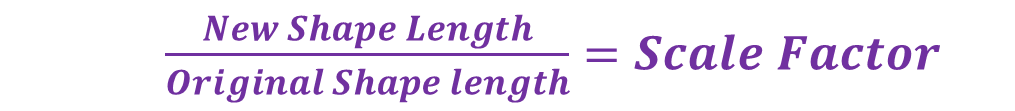 New Shape Length
Original Shape length = Scale Factor